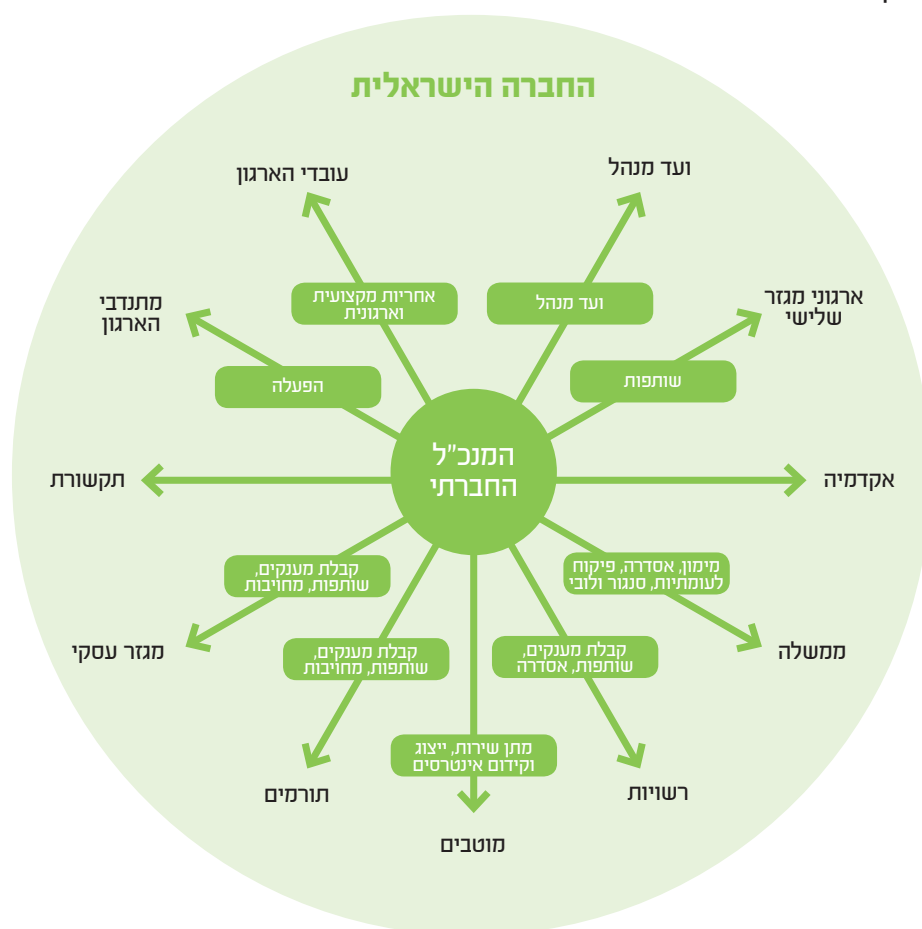 החברה הישראלית
ועד מנהל
עובדי הארגון
ארגוני מגזר
שלישי
מתנדבי
הארגון
ועד מנהל
אחריות מקצועית
וארגונית
שותפות
הפעלה
המנכ"ל
החברתי
אקדמיה
תקשורת
מימון, אסדרה, פיקוח
לעומתיות, סנגור ולובי
קבלת מענקים,
שותפות, מחויבות
ממשלה
מגזר עסקי
קבלת מענקים,
שותפות, אסדרה
קבלת מענקים,
שותפות, מחויבות
מתן שירות, ייצוג
וקידום אינטרסים
רשויות
תורמים
מוטבים